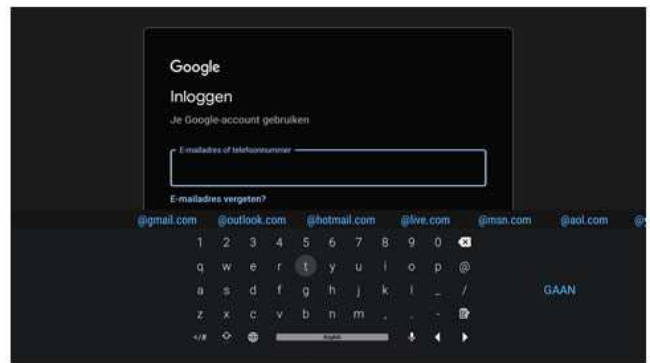 Google
Inloggen
Je Google-account gebruiken
E-mailadres of telefoonnummer
E-mailadres vergeten?
@gmail.com @outlook.com @hotmail.com @live.com @msn.com @aol.com @y
1 2 3 4 5 6 7 8 9 0
q w e r t y u i o p @
a s d f g h j k l _ /
GAAN
z x c v b n m , . -
</# English